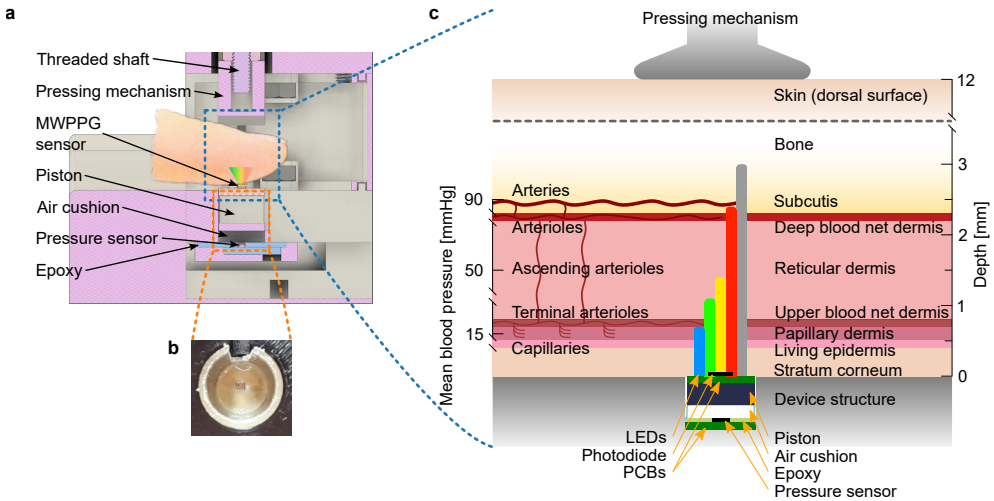 a
Threaded shaft
Pressing mechanism
MWPPG
sensor
Piston
Air cushion
Pressure sensor
Epoxy
b
c
Pressing mechanism
Mean blood pressure [mmHg]
90
50
15
Arteries
Arterioles
Ascending arterioles
Terminal arterioles
Capillaries
Skin (dorsal surface)
Bone
Subcutis
Deep blood net dermis
Reticular dermis
Upper blood net dermis
Papillary dermis
Living epidermis
Stratum corneum
Device structure
12
3
2
1
0
Depth [mm]
LEDs
Photodiode
PCBs
Piston
Air cushion
Epoxy
Pressure sensor